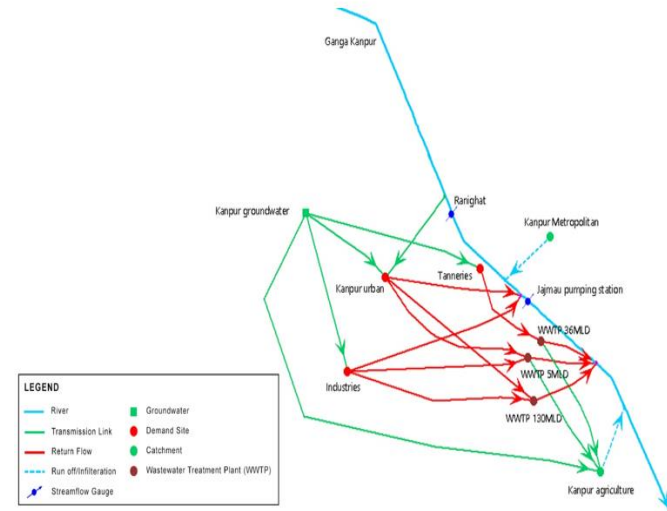 Ganga Kanpur
Ranighat
Kanpur groundwater
Kanpur Metropolitan
Tanneries
Kanpur urban
Jajmau pumping station
WWTP 36MLD
WWTP 5MLD
Industries
WWTP 130MLD
Kanpur agriculture
LEGEND
River
Groundwater
Transmission Link
Demand Site
Return Flow
Catchment
Run off/Infilteration
Wastewater Treatment Plant (WWTP)
Streamflow Gauge